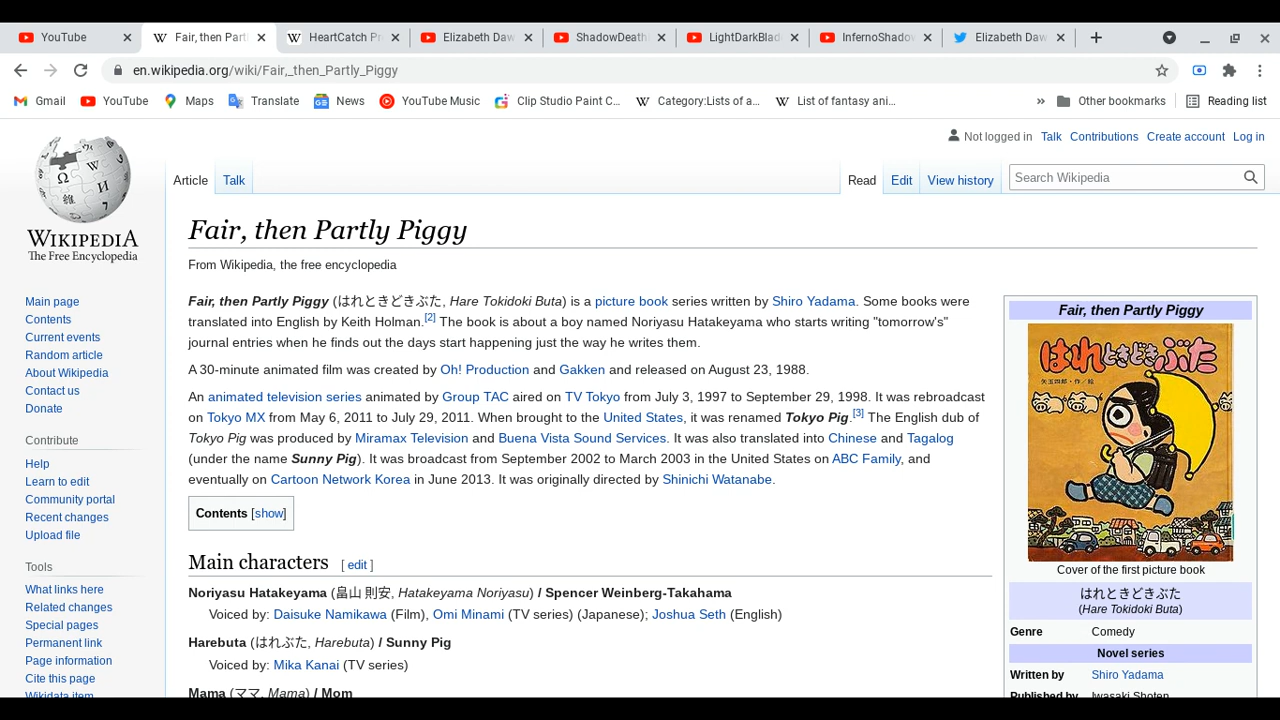 YouTube
Fair, then Parti
HeartCatch Pr
Elizabeth Daw
ShadowDeath
LightDarkBlad
InfernoShadov
Elizabeth Daw
en.wikipedia.org/wiki/Fair,_then_Partly_Piggy
Gmail
YouTube
Maps
Translate
News
YouTube Music
Clip Studio Paint C...
Category:Lists of a...
List of fantasy ani...
» Other bookmarks
Reading list
Not logged in Talk Contributions Create account Log in
Article Talk
Read Edit View history
Search Wikipedia
WIKIPEDIA
The Free Encyclopedia
Main page
Contents
Current events
Random article
About Wikipedia
Contact us
Donate
Contribute
Help
Learn to edit
Community portal
Recent changes
Upload file
Tools
What links here
Related changes
Special pages
Permanent link
Page information
Cite this page
Wikidata item
Fair, then Partly Piggy
From Wikipedia, the free encyclopedia
Fair, then Partly Piggy (はれときどきぶた, Hare Tokidoki Buta) is a picture book series written by Shiro Yadama. Some books were
translated into English by Keith Holman.[2] The book is about a boy named Noriyasu Hatakeyama who starts writing "tomorrow's"
journal entries when he finds out the days start happening just the way he writes them.
A 30-minute animated film was created by Oh! Production and Gakken and released on August 23, 1988.
An animated television series animated by Group TAC aired on TV Tokyo from July 3, 1997 to September 29, 1998. It was rebroadcast
on Tokyo MX from May 6, 2011 to July 29, 2011. When brought to the United States, it was renamed Tokyo Pig.[3] The English dub of
Tokyo Pig was produced by Miramax Television and Buena Vista Sound Services. It was also translated into Chinese and Tagalog
(under the name Sunny Pig). It was broadcast from September 2002 to March 2003 in the United States on ABC Family, and
eventually on Cartoon Network Korea in June 2013. It was originally directed by Shinichi Watanabe.
Contents [show]
Main characters [ edit ]
Noriyasu Hatakeyama (畠山 則安, Hatakeyama Noriyasu) / Spencer Weinberg-Takahama
Voiced by: Daisuke Namikawa (Film), Omi Minami (TV series) (Japanese); Joshua Seth (English)
Harebuta (はれぶた, Harebuta) / Sunny Pig
Voiced by: Mika Kanai (TV series)
Mama (ママ, Mama) / Mom
Fair, then Partly Piggy
はれときどきぶた
矢玉四郎・作/絵
Cover of the first picture book
はれときどきぶた
(Hare Tokidoki Buta)
Genre Comedy
Novel series
Written by Shiro Yadama
Published by Iwasaki Shoten